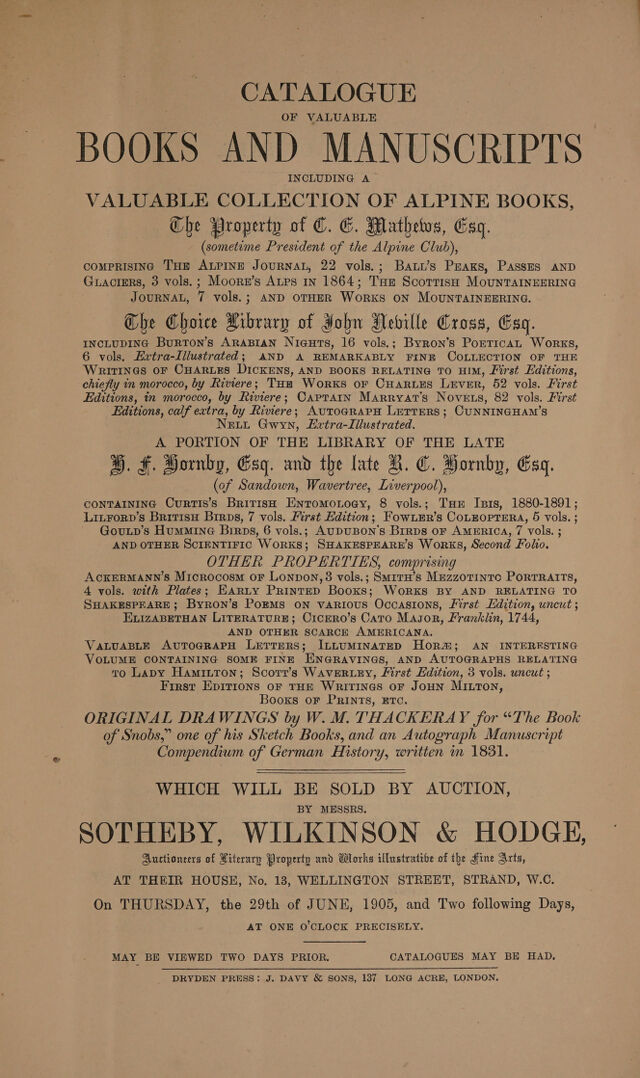 CATALOGUE
OF VALUABLE
BOOKS AND MANUSCRIPTS
INCLUDING A
VALUABLE COLLECTION OF ALPINE BOOKS,
The Property of C. E. Mathews, Esq.
(sometime President of the Alpine Club),
COMPRISING THE ALPINE JOURNAL, 22 vols.; BALL'S PEAKS, PASSES AND
GLACIERS, 3 vols.; MOORE'S ALPS IN 1864; THE SCOTTISH MOUNTAINEERING
JOURNAL, 7 vols.; AND OTHER WORKS ON MOUNTAINEERING.
The Choice Library of John Neville Cross, Esq.
INCLUDING BURTON'S ARABIAN NIGHTS, 16 vols.; BYRON'S POETICAL WORKS,
6 vols. Extra-Illustrated; AND A REMARKABLY FINE COLLECTION OF THE
WRITINGS OF CHARLES DICKENS, AND BOOKS RELATING TO HIM, First Editions,
chiefly in morocco, by Riviere; THE WORKS OF CHARLES LEVER, 52 vols. First
Editions, in morocco, by Riviere; CAPTAIN MARRYAT'S NOVELS, 82 vols. First
Editions, calf extra, by Riviere; AUTOGRAPH LETTERS; CUNNINGHAM'S
NELL GWYN, Extra-Illustrated.
A PORTION OF THE LIBRARY OF THE LATE
H. F. Hornby, Esq. and the late R. C. Hornby, Esq.
(of Sandown, Wavertree, Liverpool),
CONTAINING CURTIS'S BRITISH ENTOMOLOGY, 8 vols.; THE IBIS, 1880-1891;
LILFORD'S BRITISH BIRDS, 7 vols. First Edition; FOWLER'S COLEOPTERA, 5 vols.;
GOULD'S HUMMING BIRDS, 6 vols.; AUDUBON'S BIRDS OF AMERICA, 7 vols.;
AND OTHER SCIENTIFIC WORKS; SHAKESPEARE'S WORKS, Second Folio.
OTHER PROPERTIES, comprising
ACKERMANN'S MICROCOSM OF LONDON, 3 vols.; SMITH'S MEZZOTINTO PORTRAITS,
4 vols. with Plates; EARLY PRINTED BOOKS; WORKS BY AND RELATING TO
SHAKESPEARE; BYRON'S POEMS ON VARIOUS OCCASIONS, First Edition, uncut;
ELIZABETHAN LITERATURE; CICERO'S CATO MAJOR, Franklin, 1744,
AND OTHER SCARCE AMERICANA.
VALUABLE AUTOGRAPH LETTERS; ILLUMINATED HORÆ; AN INTERESTING
VOLUME CONTAINING SOME FINE ENGRAVINGS, AND AUTOGRAPHS RELATING
TO LADY HAMILTON; SCOTT'S WAVERLEY, First Edition, 3 vols. uncut;
FIRST EDITIONS OF THE WRITINGS OF JOHN MILTON,
BOOKS OF PRINTS, ETC.
ORIGINAL DRAWINGS by W. M. THACKERAY for "The Book
of Snobs," one of his Sketch Books, and an Autograph Manuscript
Compendium of German History, written in 1831.
WHICH WILL BE SOLD BY AUCTION,
BY MESSRS.
SOTHEBY, WILKINSON & HODGE,
Auctioneers of Literary Property and Works illustrative of the Fine Arts,
AT THEIR HOUSE, No. 13, WELLINGTON STREET, STRAND, W.C.
On THURSDAY, the 29th of JUNE, 1905, and Two following Days,
AT ONE O'CLOCK PRECISELY.
MAY BE VIEWED TWO DAYS PRIOR. CATALOGUES MAY BE HAD.
DRYDEN PRESS: J. DAVY & SONS, 137 LONG ACRE, LONDON.